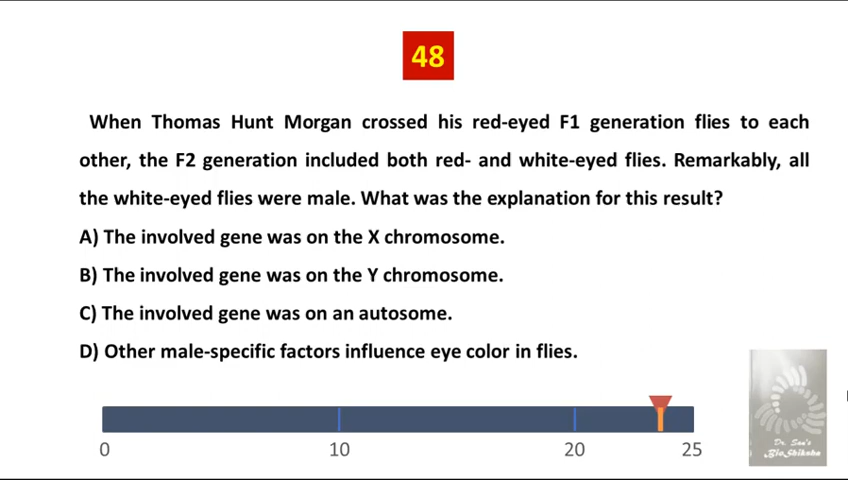 48
When Thomas Hunt Morgan crossed his red-eyed F1 generation flies to each
other, the F2 generation included both red- and white-eyed flies. Remarkably, all
the white-eyed flies were male. What was the explanation for this result?
A) The involved gene was on the X chromosome.
B) The involved gene was on the Y chromosome.
C) The involved gene was on an autosome.
D) Other male-specific factors influence eye color in flies.
0 10 20 25
Dr. Sau's
BioShiksha